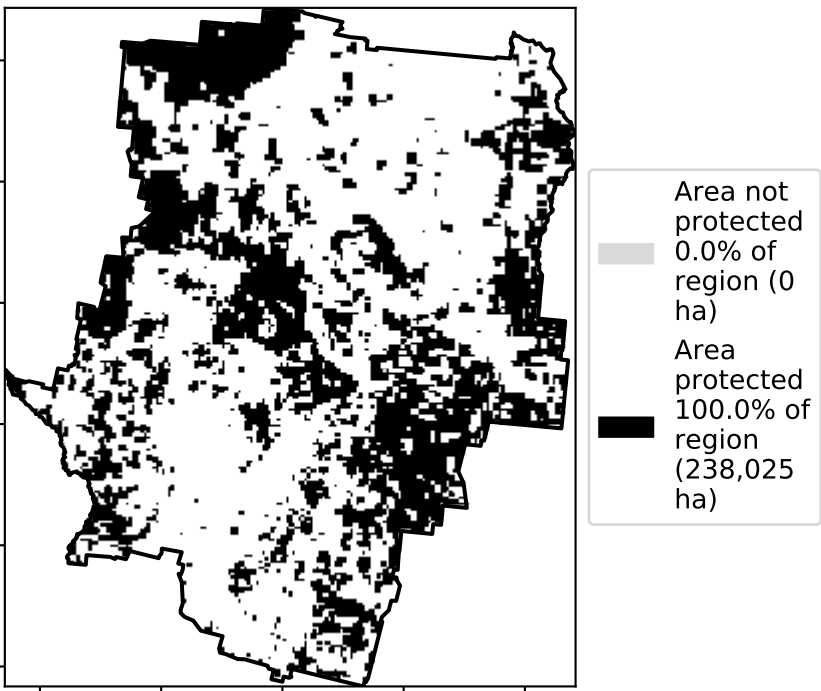 Area not
protected
0.0% of
region (0
ha)
Area
protected
100.0% of
region
(238,025
ha)